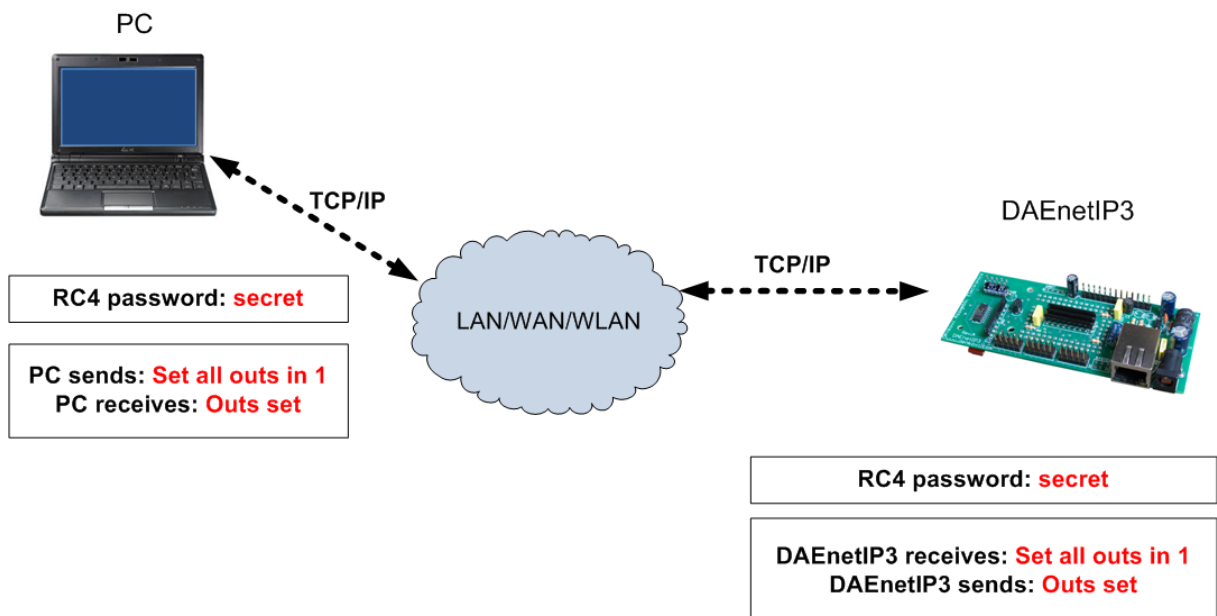 PC
TCP/IP
DAEnetIP3
TCP/IP
LAN/WAN/WLAN
RC4 password: secret
PC sends: Set all outs in 1
PC receives: Outs set
RC4 password: secret
DAEnetIP3 receives: Set all outs in 1
DAEnetIP3 sends: Outs set